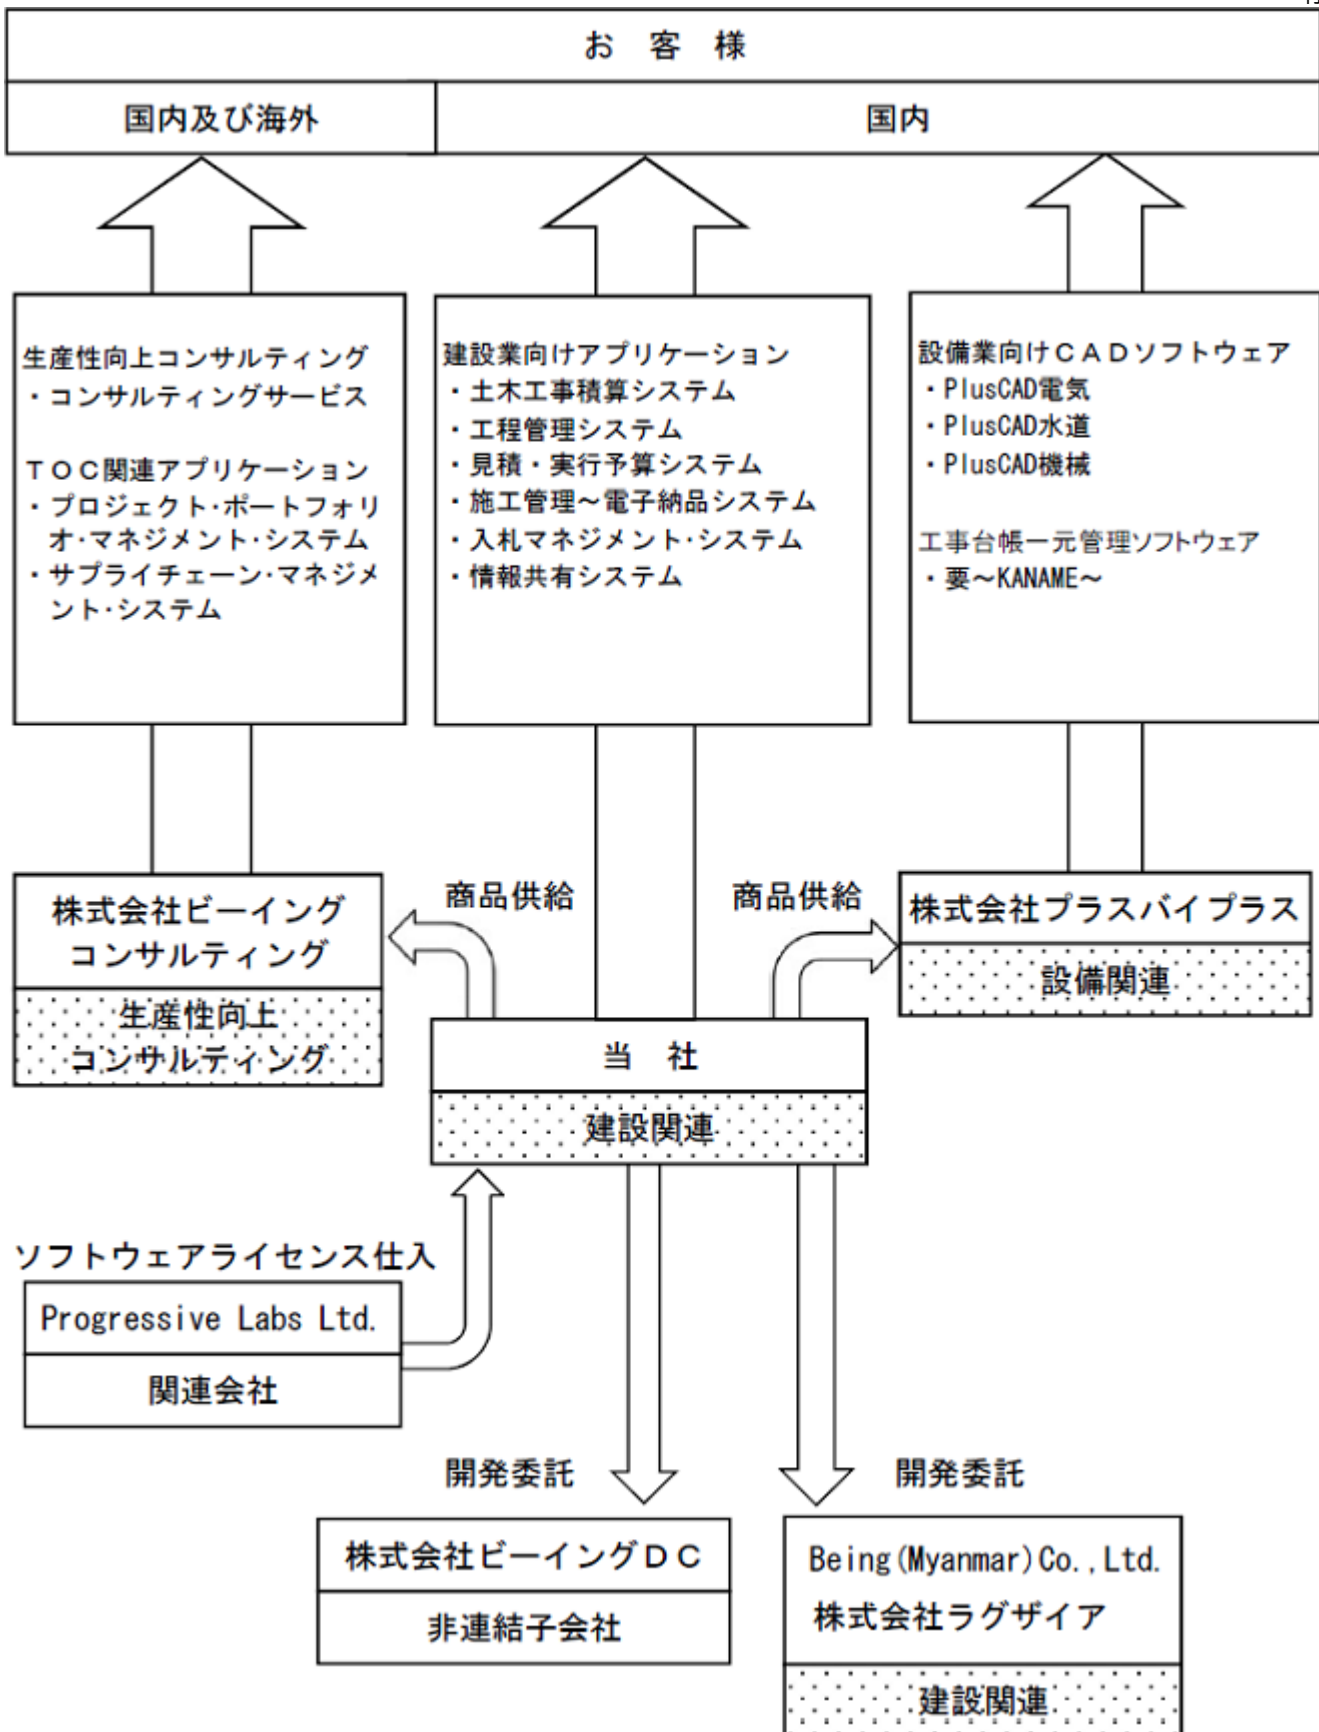 お 客 様
国内及び海外
国内
生産性向上コンサルティング
・コンサルティングサービス
TOC関連アプリケーション
・プロジェクト・ポートフォリ
オ・マネジメント・システム
・サプライチェーン・マネジメ
ント・システム
建設業向けアプリケーション
・土木工事積算システム
・工程管理システム
・見積・実行予算システム
・施工管理~電子納品システム
・入札マネジメント・システム
・情報共有システム
設備業向けCADソフトウェア
・PlusCAD電気
・PlusCAD水道
・PlusCAD機械
工事台帳一元管理ソフトウェア
・要~KANAME~
株式会社ビーイング
コンサルティング
生産性向上
コンサルティング
商品供給
商品供給
株式会社プラスバイプラス
設備関連
当 社
建設関連
ソフトウェアライセンス仕入
Progressive Labs Ltd.
関連会社
開発委託
開発委託
株式会社ビーイングDC
非連結子会社
Being(Myanmar)Co.,Ltd.
株式会社ラグザイア
建設関連